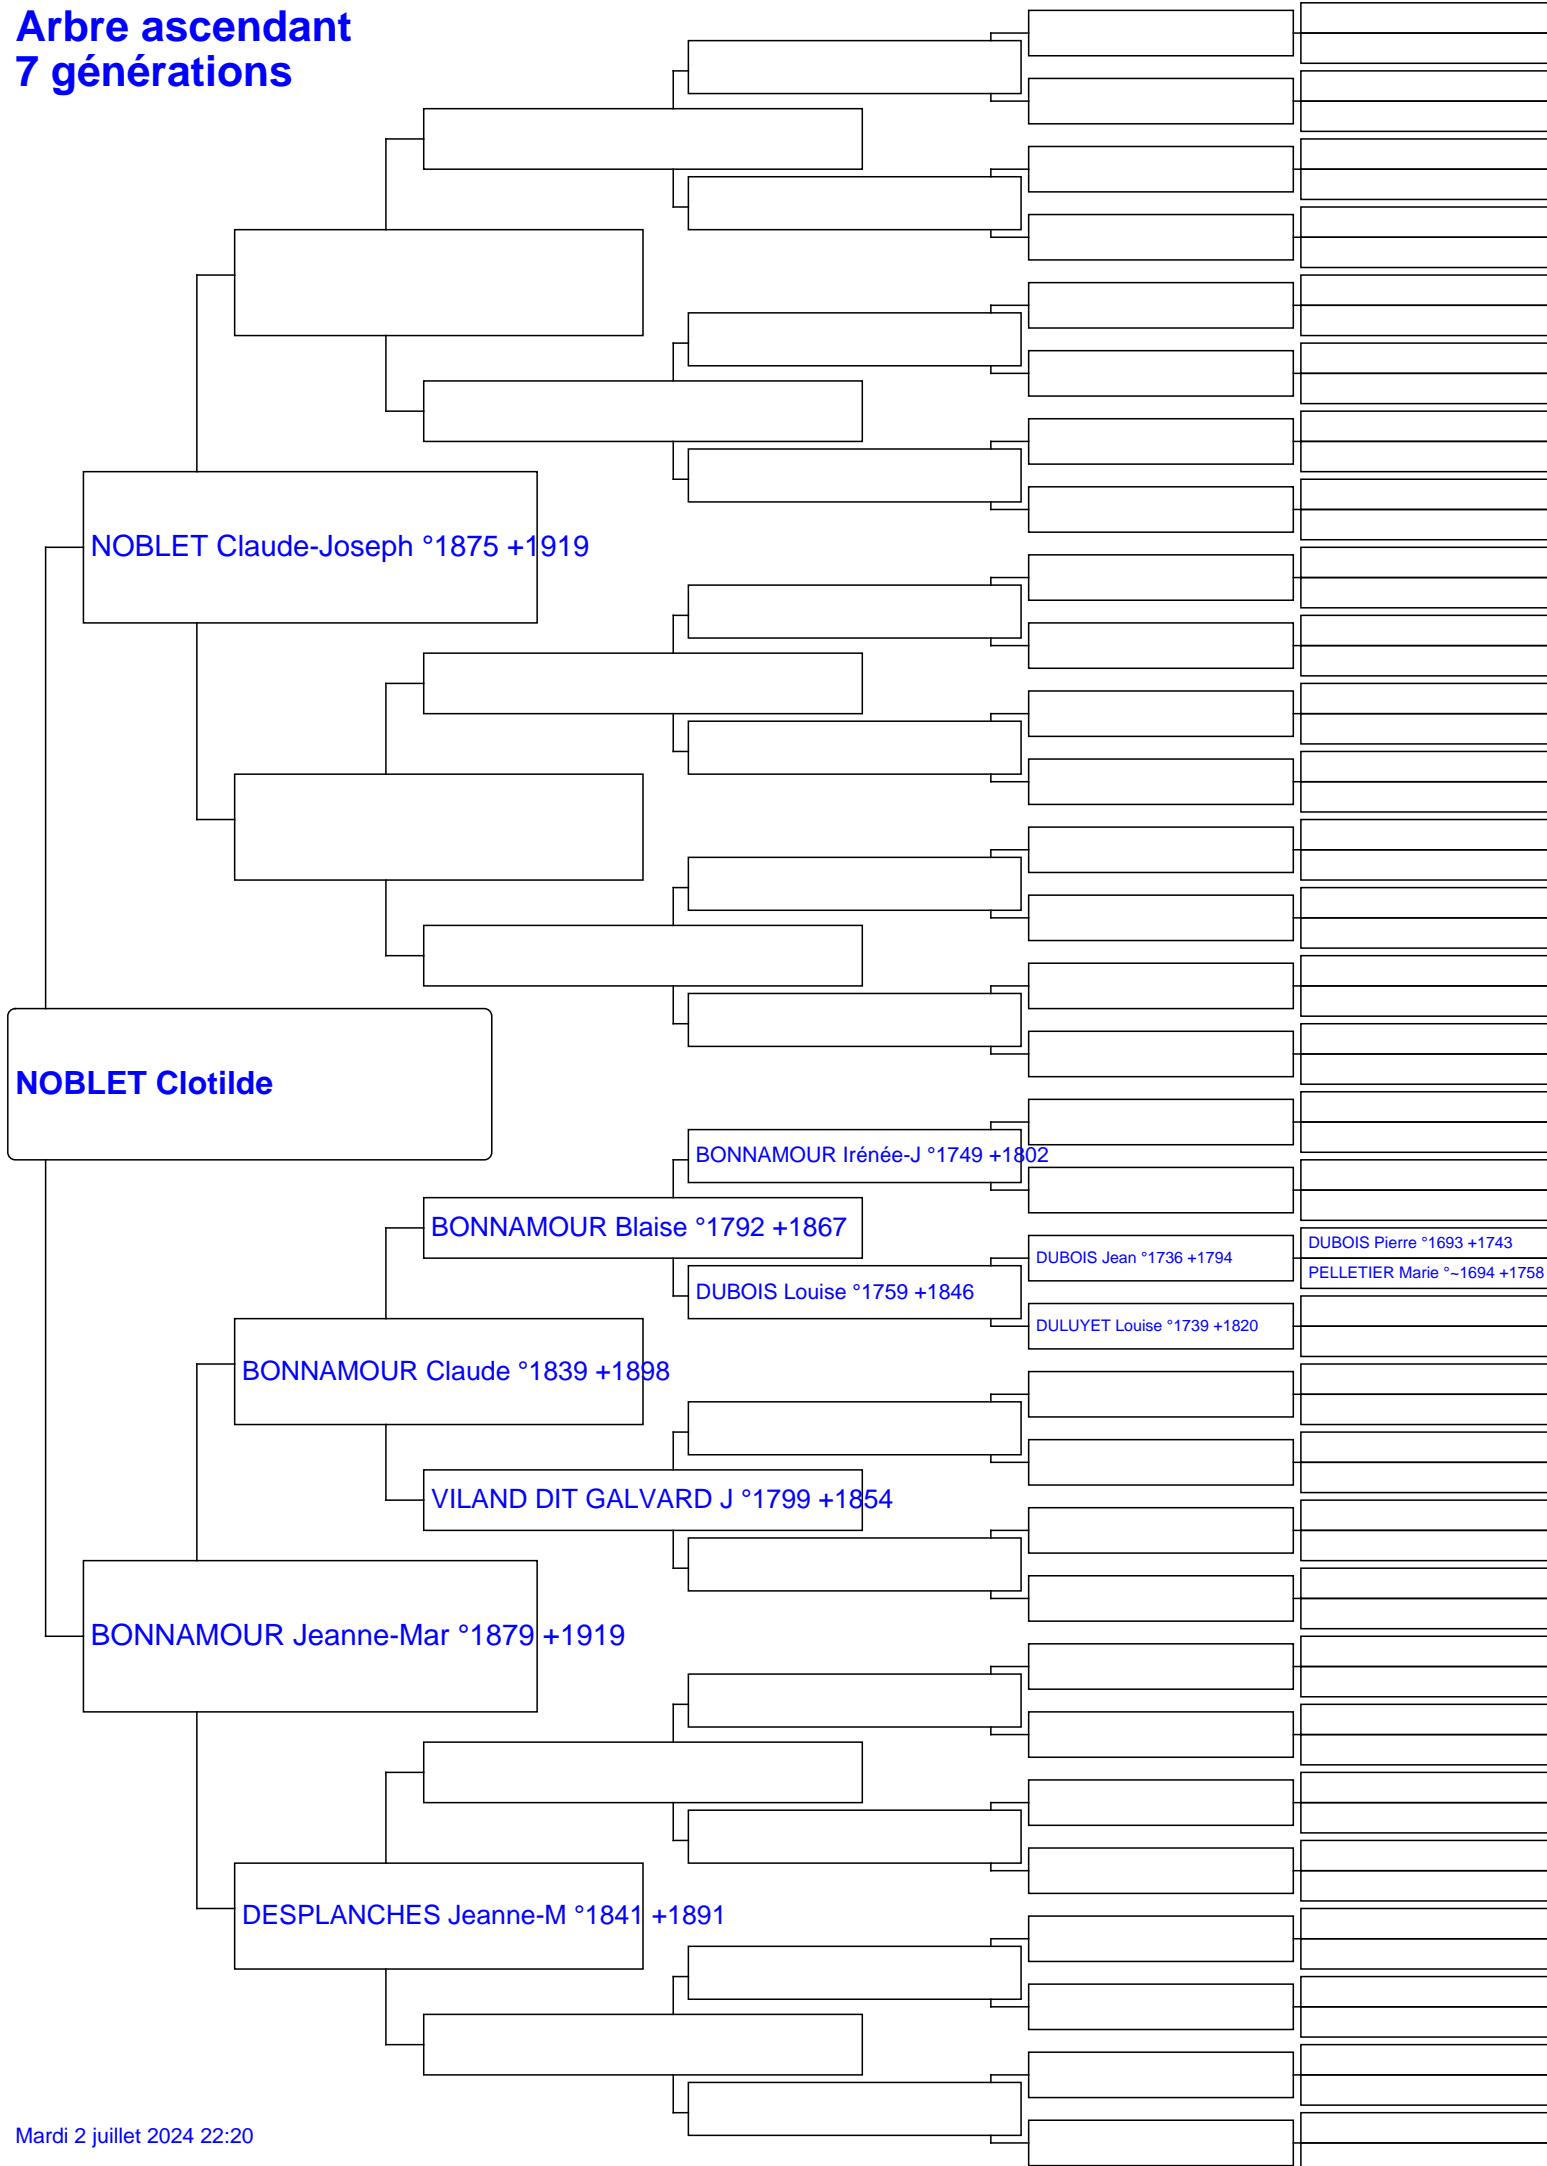 Arbre ascendant
7 générations
NOBLET Claude-Joseph °1875 +1919
NOBLET Clotilde
BONNAMOUR Irénée-J °1749 +1802
BONNAMOUR Blaise °1792 +1867
DUBOIS Pierre °1693 +1743
DUBOIS Jean °1736 +1794
PELLETIER Marie °~1694 +1758
DUBOIS Louise °1759 +1846
DULUYET Louise °1739 +1820
BONNAMOUR Claude °1839 +1898
VILAND DIT GALVARD J °1799 +1854
BONNAMOUR Jeanne-Mar °1879 +1919
DESPLANCHES Jeanne-M °1841 +1891
Mardi 2 juillet 2024 22:20